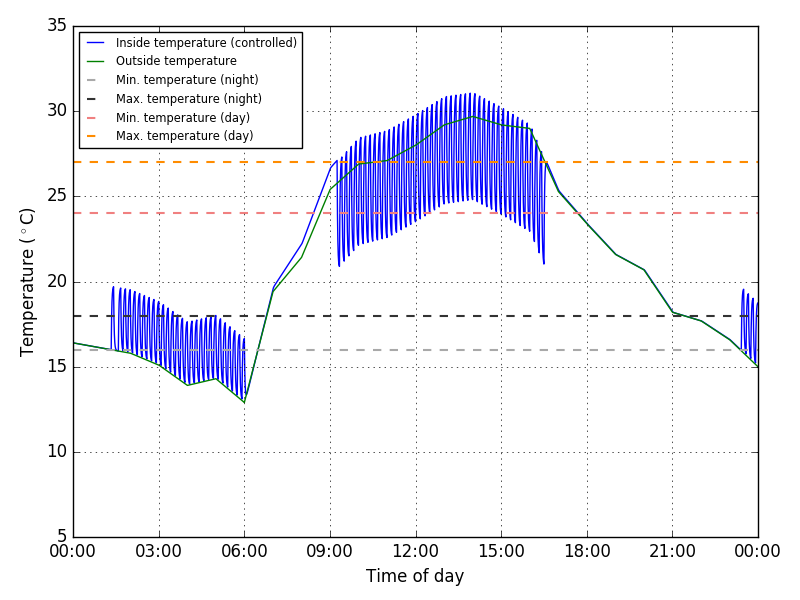 35
30
25
20
15
10
5
Temperature (°C)
Inside temperature (controlled)
Outside temperature
Min. temperature (night)
Max. temperature (night)
Min. temperature (day)
Max. temperature (day)
00:00 03:00 06:00 09:00 12:00 15:00 18:00 21:00 00:00
Time of day